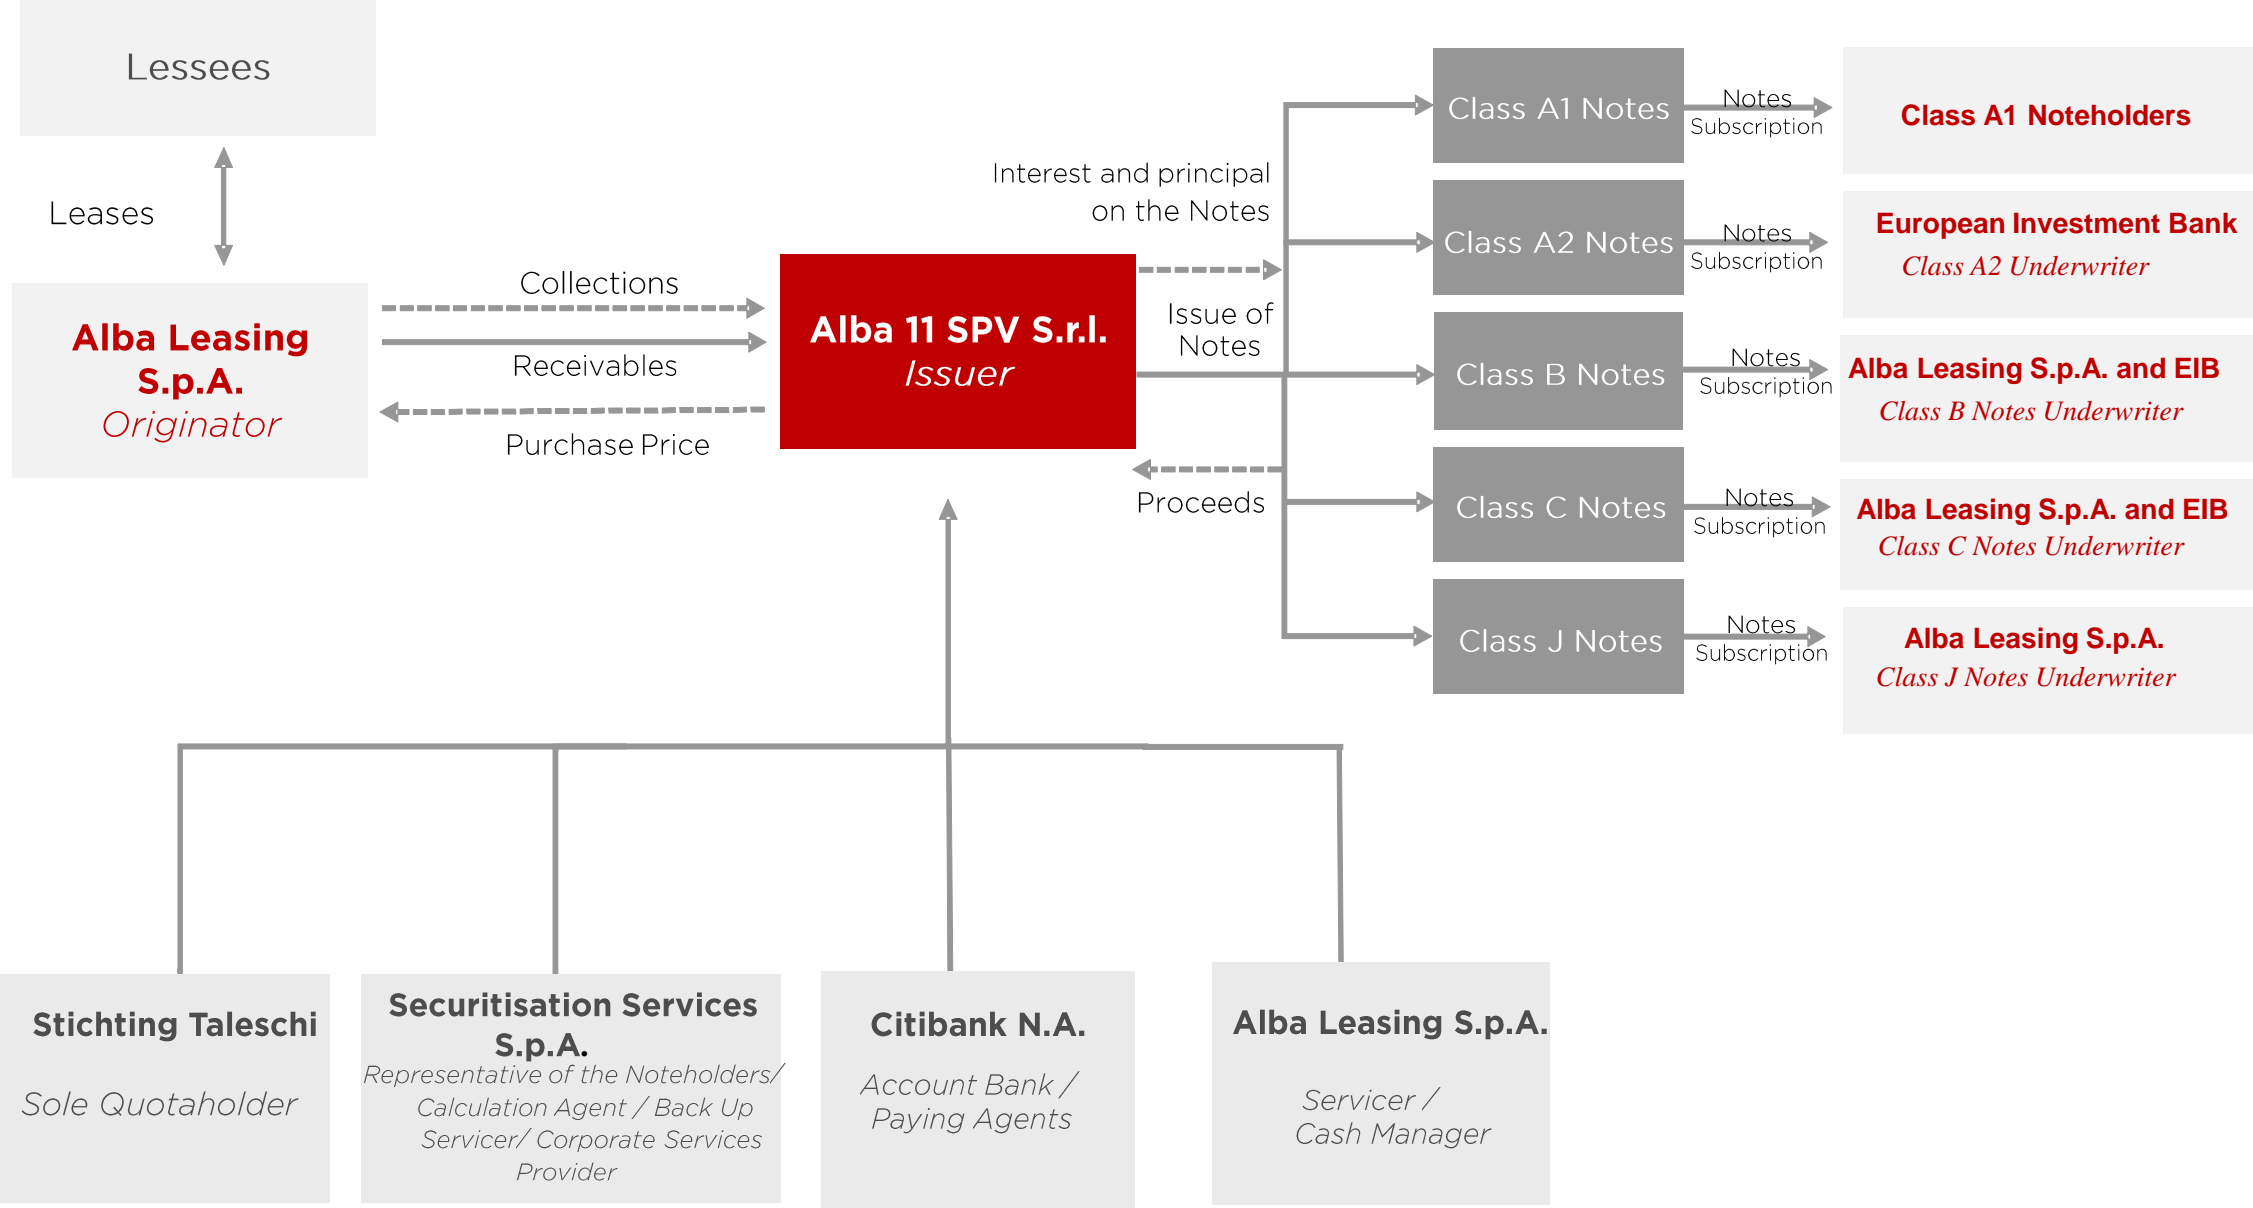 Lessees
Leases
Alba Leasing
S.p.A.
Originator
Collections
Receivables
Purchase Price
Alba 11 SPV S.r.l.
Issuer
Interest and principal
on the Notes
Issue of
Notes
Proceeds
Class A1 Notes
Notes
Subscription
Class A1 Noteholders
Class A2 Notes
Notes
Subscription
European Investment Bank
Class A2 Underwriter
Class B Notes
Notes
Subscription
Alba Leasing S.p.A. and EIB
Class B Notes Underwriter
Class C Notes
Notes
Subscription
Alba Leasing S.p.A. and EIB
Class C Notes Underwriter
Class J Notes
Notes
Subscription
Alba Leasing S.p.A.
Class J Notes Underwriter
Stichting Taleschi
Sole Quotaholder
Securitisation Services
S.p.A.
Representative of the Noteholders/
Calculation Agent / Back Up
Servicer/ Corporate Services
Provider
Citibank N.A.
Account Bank /
Paying Agents
Alba Leasing S.p.A.
Servicer /
Cash Manager